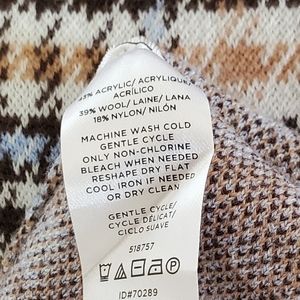 43% ACRYLIC/ ACRYLIQUE/
ACRÍLICO
39% WOOL/ LAINE/ LANA
18% NYLON/ NILÓN
MACHINE WASH COLD
GENTLE CYCLE
ONLY NON-CHLORINE
BLEACH WHEN NEEDED
RESHAPE DRY FLAT
COOL IRON IF NEEDED
OR DRY CLEAN
GENTLE CYCLE/
CYCLE DELICAT/
CICLO SUAVE
518757
ID#70289